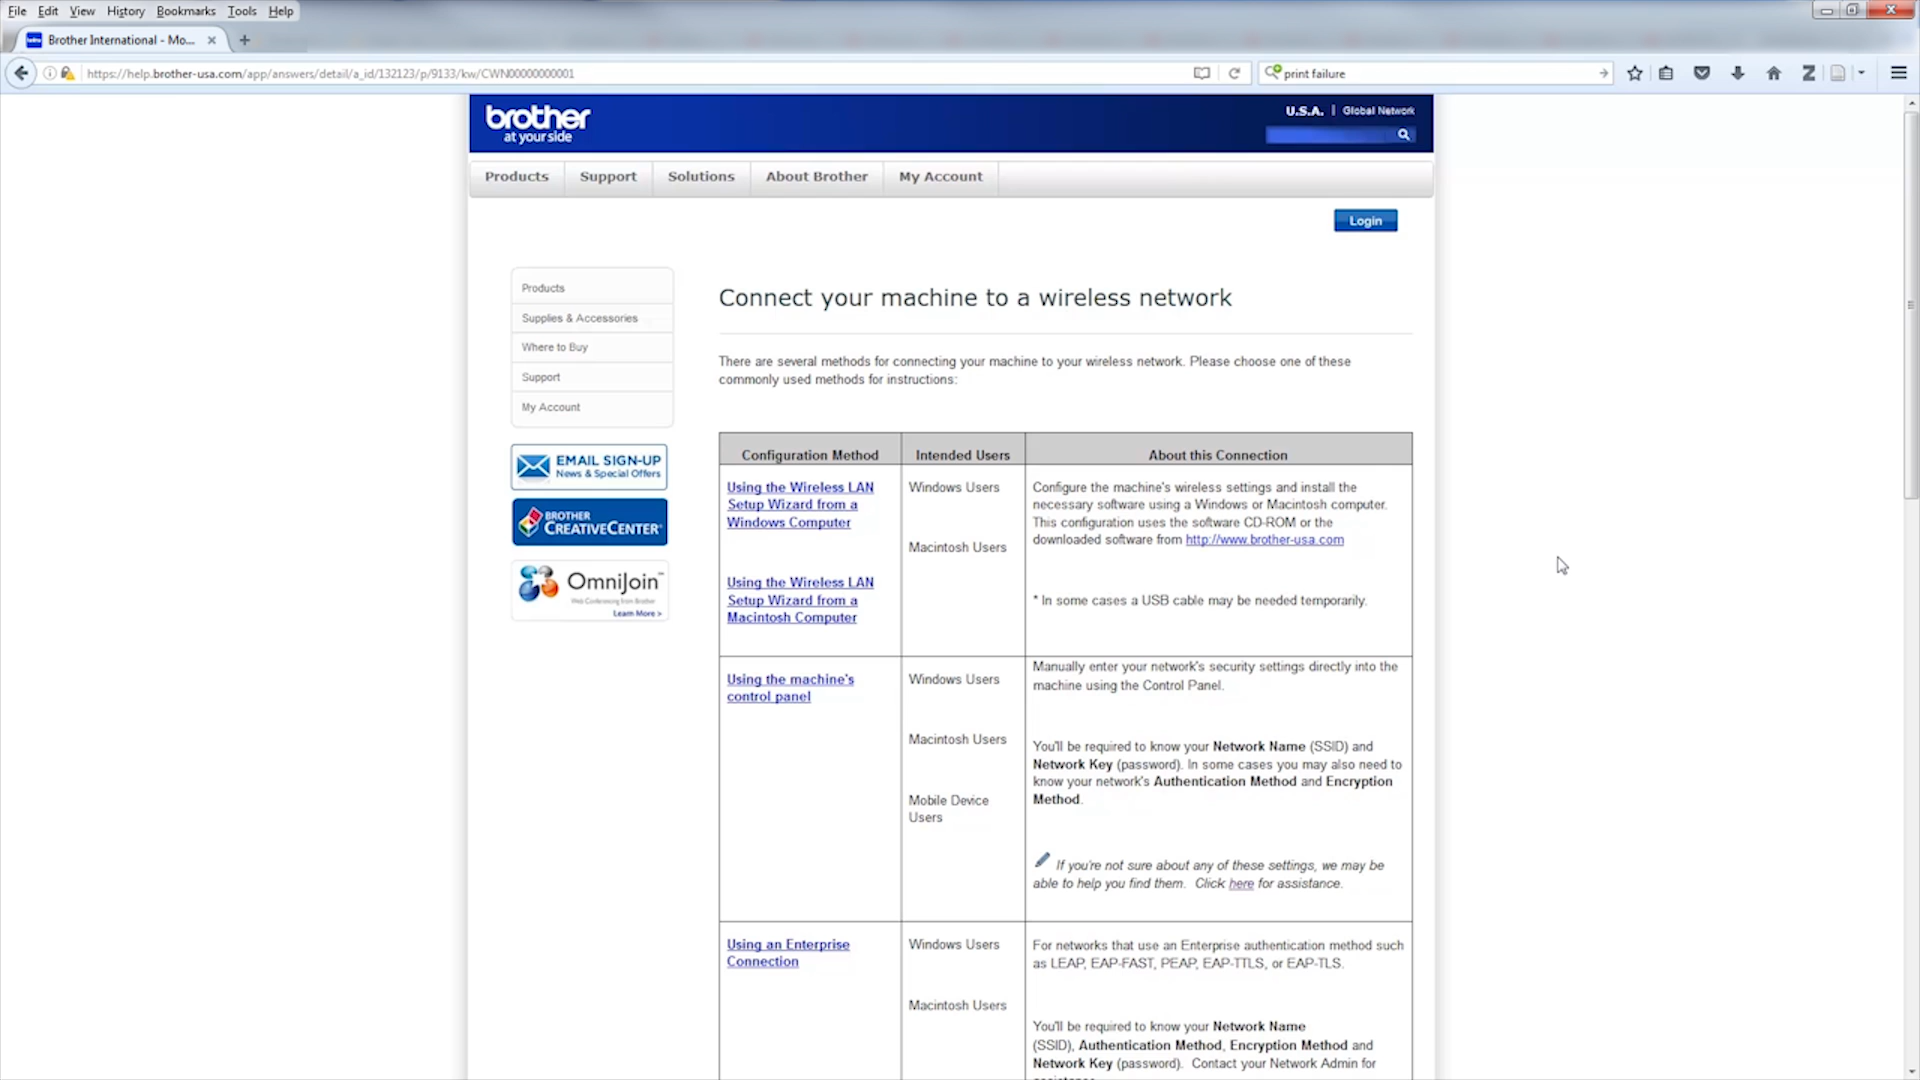 File Edit View History Bookmarks Tools Help
Brother International - Mo...
https://help.brother-usa.com/app/answers/detail/a_id/132123/p/9133/kw/CWN00000000001
print failure
brother
at your side
U.S.A. | Global Network
Products Support Solutions About Brother My Account
Login
Products
Supplies & Accessories
Where to Buy
Support
My Account
EMAIL SIGN-UP
News & Special Offers
BROTHER
CREATIVECENTER
OmniJoin™
Web Conferencing from Brother
Learn More >
Connect your machine to a wireless network
There are several methods for connecting your machine to your wireless network. Please choose one of these
commonly used methods for instructions:
Configuration Method Intended Users About this Connection
Using the Wireless LAN
Setup Wizard from a
Windows Computer
Using the Wireless LAN
Setup Wizard from a
Macintosh Computer
Windows Users
Macintosh Users
Configure the machine's wireless settings and install the
necessary software using a Windows or Macintosh computer.
This configuration uses the software CD-ROM or the
downloaded software from http://www.brother-usa.com
* In some cases a USB cable may be needed temporarily.
Using the machine's
control panel
Windows Users
Macintosh Users
Mobile Device
Users
Manually enter your network's security settings directly into the
machine using the Control Panel.
You'll be required to know your Network Name (SSID) and
Network Key (password). In some cases you may also need to
know your network's Authentication Method and Encryption
Method.
If you're not sure about any of these settings, we may be
able to help you find them. Click here for assistance.
Using an Enterprise
Connection
Windows Users
Macintosh Users
For networks that use an Enterprise authentication method such
as LEAP, EAP-FAST, PEAP, EAP-TTLS, or EAP-TLS.
You'll be required to know your Network Name
(SSID), Authentication Method, Encryption Method and
Network Key (password). Contact your Network Admin for